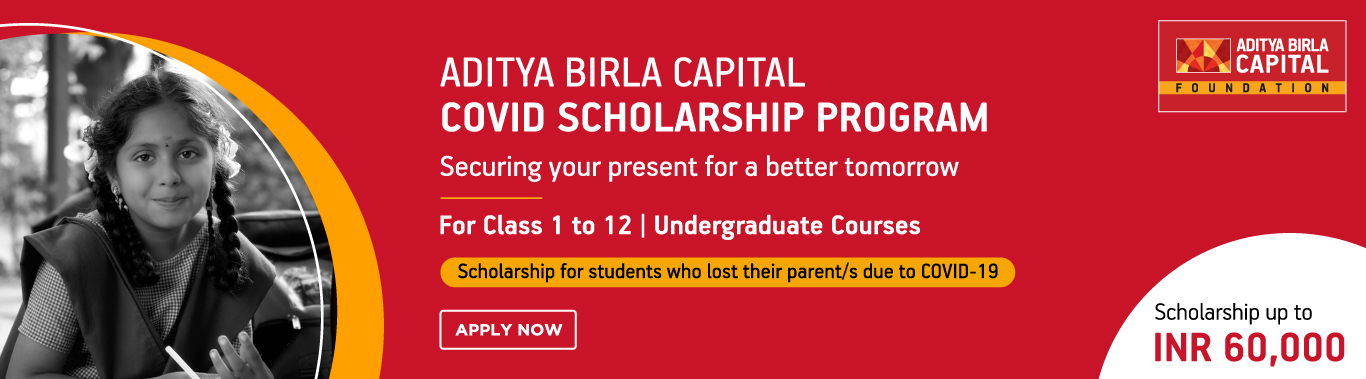 ADITYA BIRLA CAPITAL
COVID SCHOLARSHIP PROGRAM
Securing your present for a better tomorrow
For Class 1 to 12 | Undergraduate Courses
Scholarship for students who lost their parent/s due to COVID-19
APPLY NOW
ADITYA BIRLA
CAPITAL
FOUNDATION
Scholarship up to
INR 60,000